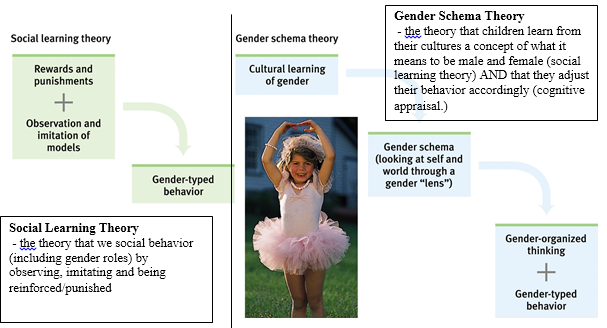 Social learning theory
Rewards and
punishments
+
Observation and
imitation of
models
Gender-typed
behavior
Social Learning Theory
- the theory that we social behavior
(including gender roles) by
observing, imitating and being
reinforced/punished
Gender schema theory
Cultural learning
of gender
Gender Schema Theory
- the theory that children learn from
their cultures a concept of what it
means to be male and female (social
learning theory) AND that they adjust
their behavior accordingly (cognitive
appraisal.)
Gender schema
(looking at self and
world through a
gender “lens”)
Gender-organized
thinking
+
Gender-typed
behavior